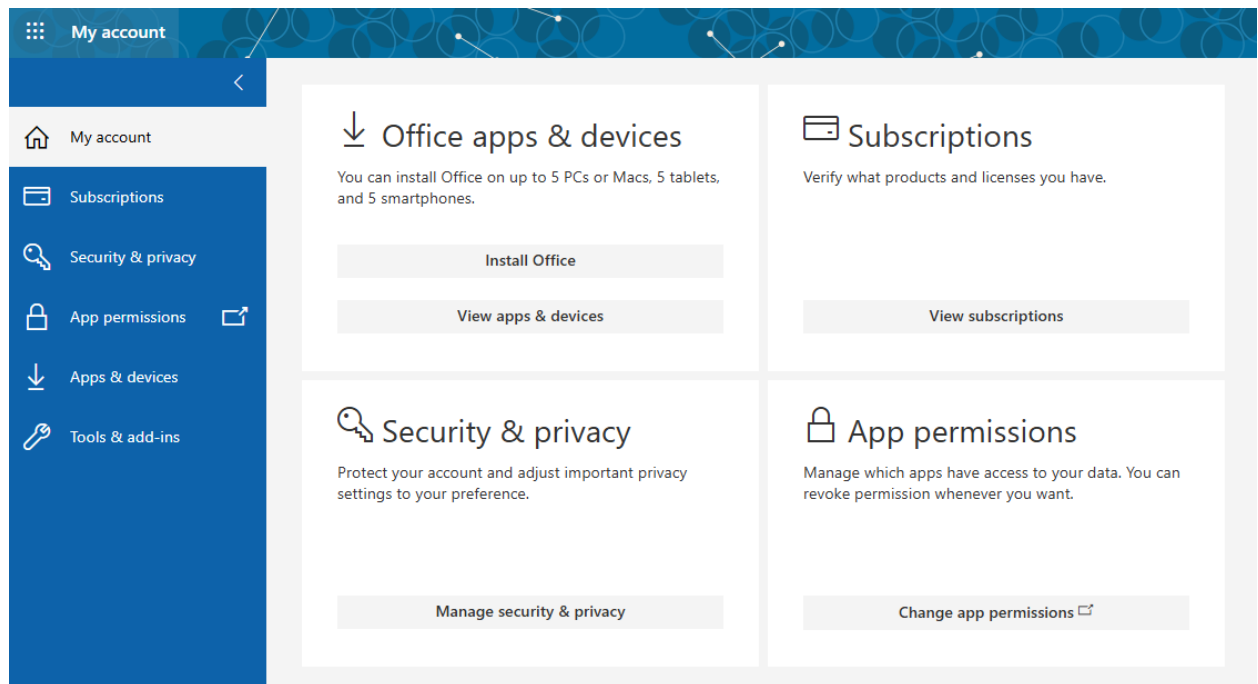 My account
My account
Subscriptions
Security & privacy
App permissions
Apps & devices
Tools & add-ins
Office apps & devices
You can install Office on up to 5 PCs or Macs, 5 tablets,
and 5 smartphones.
Install Office
View apps & devices
Subscriptions
Verify what products and licenses you have.
View subscriptions
Security & privacy
Protect your account and adjust important privacy
settings to your preference.
Manage security & privacy
App permissions
Manage which apps have access to your data. You can
revoke permission whenever you want.
Change app permissions